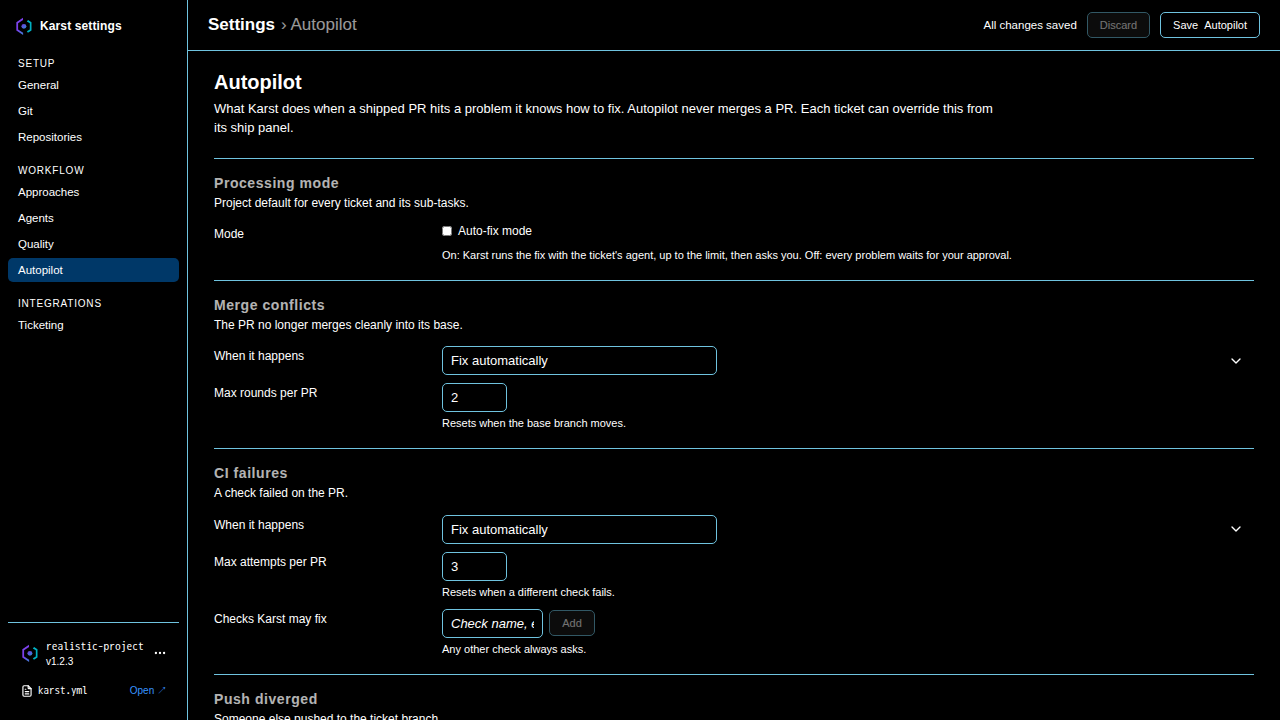 Karst settings
SETUP
General
Git
Repositories
WORKFLOW
Approaches
Agents
Quality
Autopilot
INTEGRATIONS
Ticketing
realistic-project
v1.2.3
karst.yml
Open ↗
Settings › Autopilot
All changes saved
Discard
Save Autopilot
Autopilot
What Karst does when a shipped PR hits a problem it knows how to fix. Autopilot never merges a PR. Each ticket can override this from
its ship panel.
Processing mode
Project default for every ticket and its sub-tasks.
Mode
Auto-fix mode
On: Karst runs the fix with the ticket's agent, up to the limit, then asks you. Off: every problem waits for your approval.
Merge conflicts
The PR no longer merges cleanly into its base.
When it happens
Fix automatically
Max rounds per PR
2
Resets when the base branch moves.
CI failures
A check failed on the PR.
When it happens
Fix automatically
Max attempts per PR
3
Resets when a different check fails.
Checks Karst may fix
Check name, e
Add
Any other check always asks.
Push diverged
Someone else pushed to the ticket branch.